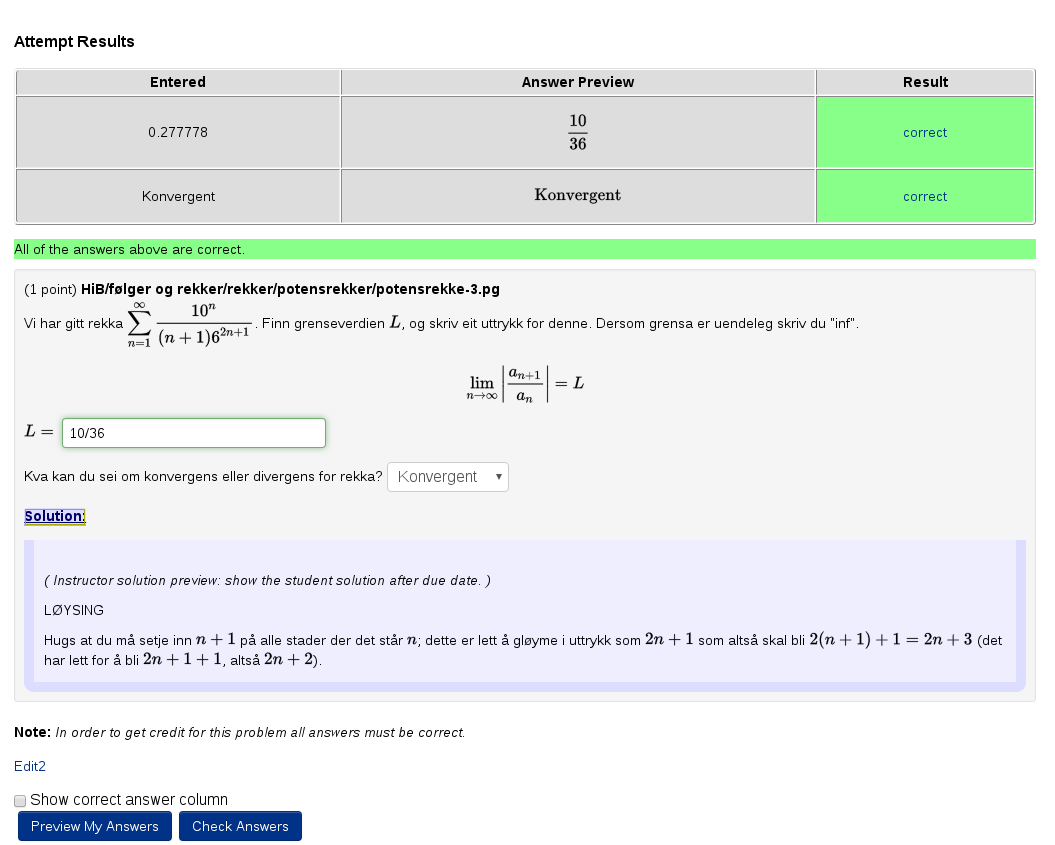 Attempt Results
Entered Answer Preview Result
0.277778 10/36 correct
Konvergent Konvergent correct
All of the answers above are correct.
(1 point) HiB/følger og rekker/rekker/potensrekker/potensrekke-3.pg
Vi har gitt rekka \sum_{n=1}^{\infty} \frac{10^n}{(n+1)6^{2n+1}}. Finn grenseverdien L, og skriv eit uttrykk for denne. Dersom grensa er uendeleg skriv du "inf".
\lim_{n→∞} \left|\frac{a_{n+1}}{a_n}\right| = L
L = 10/36
Kva kan du sei om konvergens eller divergens for rekka? Konvergent
Solution:
( Instructor solution preview: show the student solution after due date. )
LØYSING
Hugs at du må setje inn n + 1 på alle stader der det står n; dette er lett å gløyme i uttrykk som 2n + 1 som altså skal bli 2(n + 1) + 1 = 2n + 3 (det
har lett for å bli 2n + 1 + 1, altså 2n + 2).
Note: In order to get credit for this problem all answers must be correct.
Edit2
Show correct answer column
Preview My Answers Check Answers